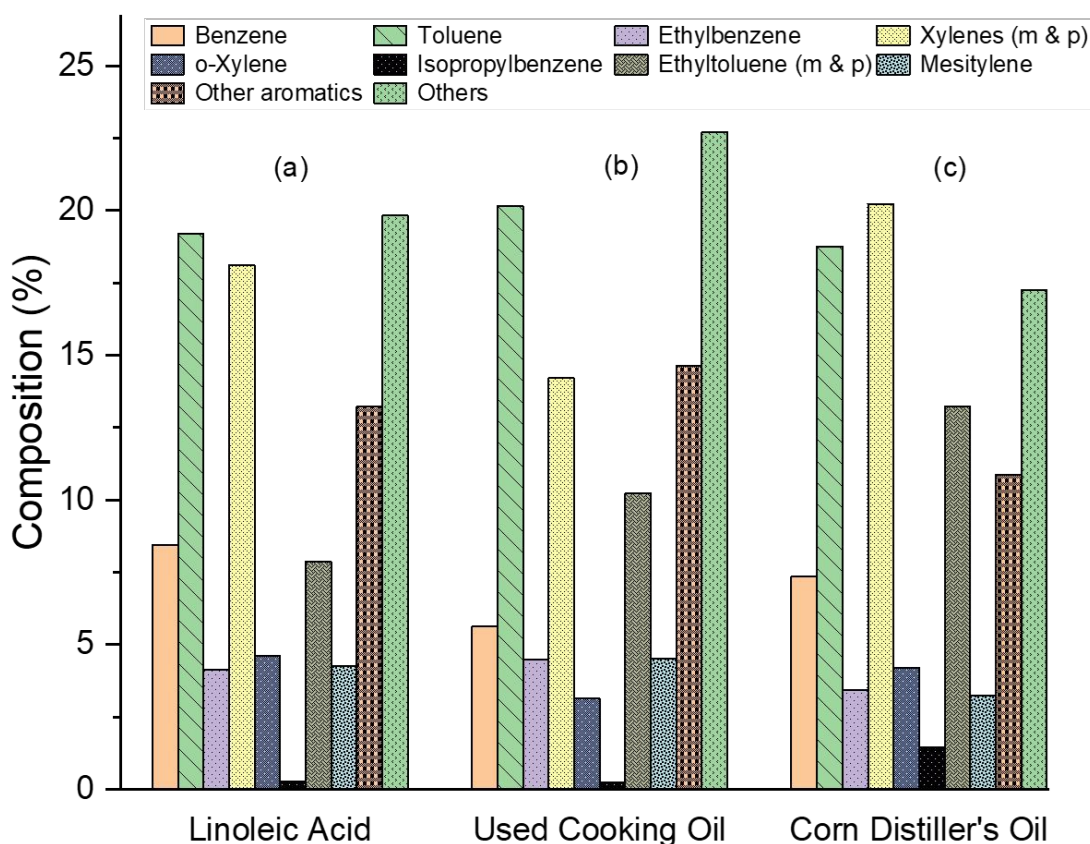 Benzene Toluene Ethylbenzene Xylenes (m & p)
o-Xylene Isopropylbenzene Ethyltoluene (m & p) Mesitylene
Other aromatics Others
25
(a) (b) (c)
20
15
10
5
0
Composition (%)
Linoleic Acid Used Cooking Oil Corn Distiller's Oil